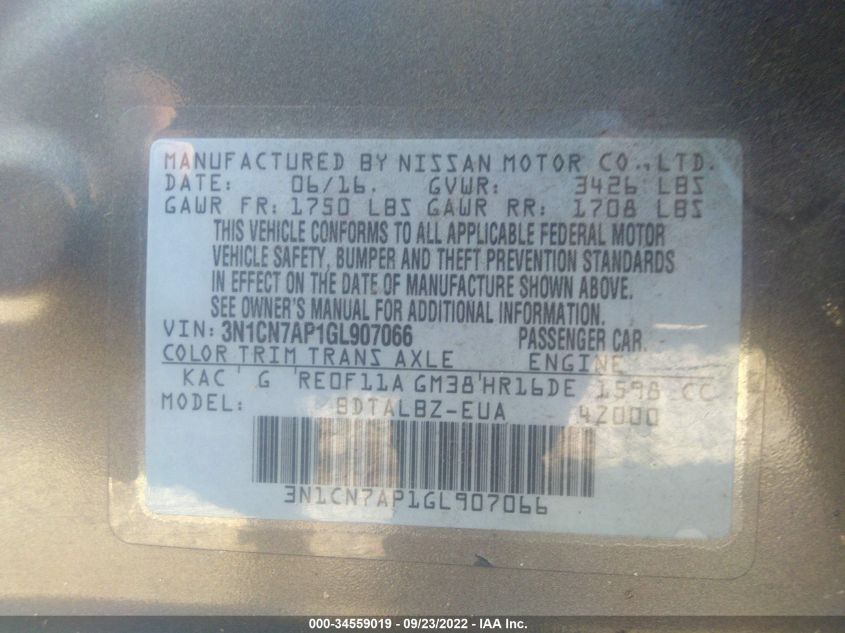 MANUFACTURED BY NISSAN MOTOR CO.,LTD.
DATE: 06/16. GVWR: 3426 LBS
GAWR FR: 1750 LBS GAWR RR: 1708 LBS
THIS VEHICLE CONFORMS TO ALL APPLICABLE FEDERAL MOTOR
VEHICLE SAFETY, BUMPER AND THEFT PREVENTION STANDARDS
IN EFFECT ON THE DATE OF MANUFACTURE SHOWN ABOVE.
SEE OWNER'S MANUAL FOR ADDITIONAL INFORMATION.
VIN: 3N1CN7AP1GL907066 PASSENGER CAR.
COLOR TRIM TRANS AXLE ENGINE
KAC G RE0F11A GM38 HR16DE 1598 CC
MODEL: BDTALBZ-EUA 42000
3N1CN7AP1GL907066
000-34559019 - 09/23/2022 - IAA Inc.